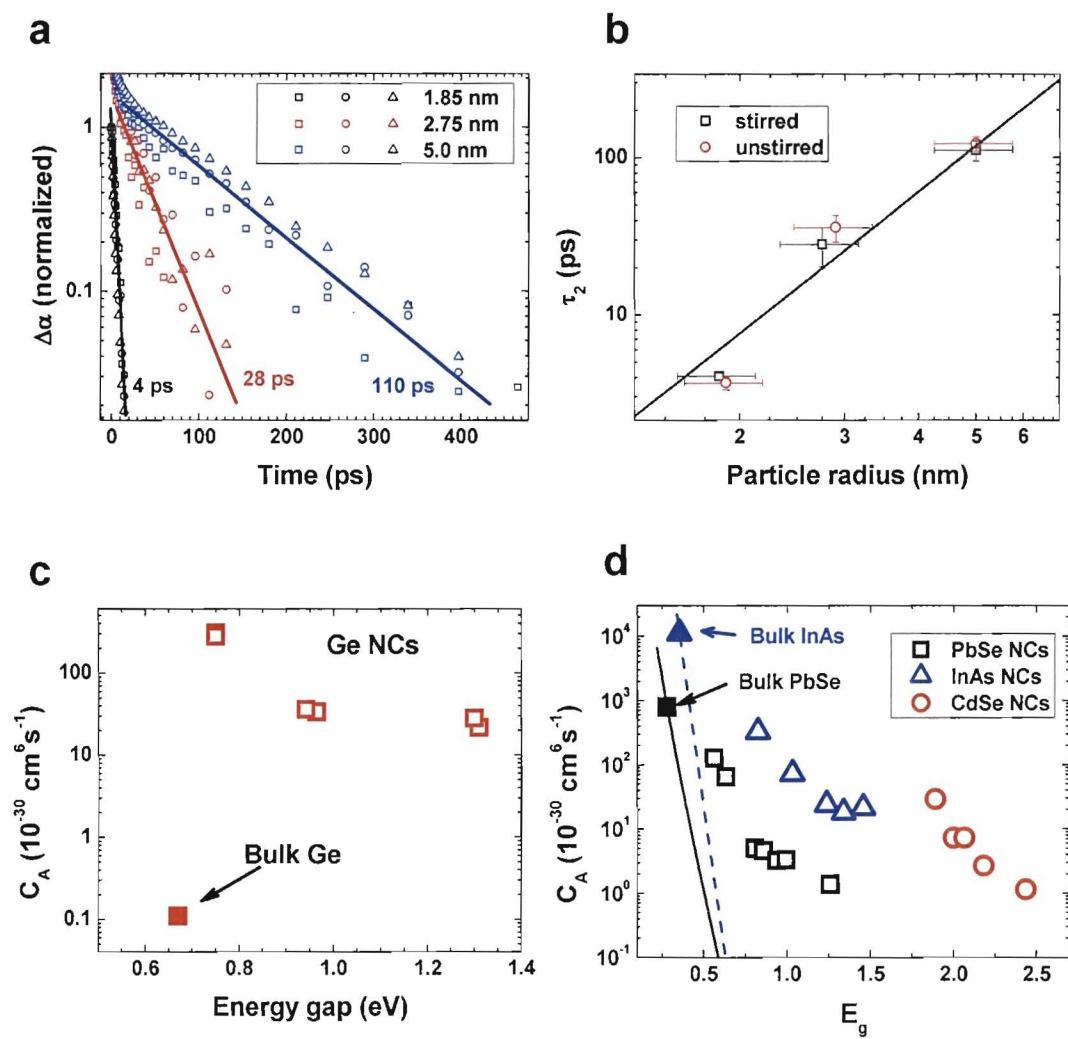 a
Δα (normalized)
1
0.1
1.85 nm
2.75 nm
5.0 nm
4 ps
28 ps
110 ps
0 100 200 300 400
Time (ps)
b
τ2 (ps)
100
10
stirred
unstirred
2 3 4 5 6
Particle radius (nm)
c
CA (10-30 cm6s-1)
100
10
1
0.1
Ge NCs
Bulk Ge
0.6 0.8 1.0 1.2 1.4
Energy gap (eV)
d
CA (10-30 cm6s-1)
104
103
102
101
100
10-1
Bulk InAs
Bulk PbSe
PbSe NCs
InAs NCs
CdSe NCs
0.5 1.0 1.5 2.0 2.5
Eg